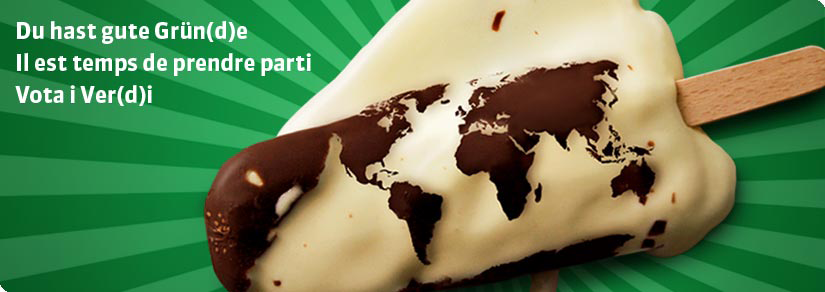 Du hast gute Grün(d)e
Il est temps de prendre parti
Vota i Ver(d)i